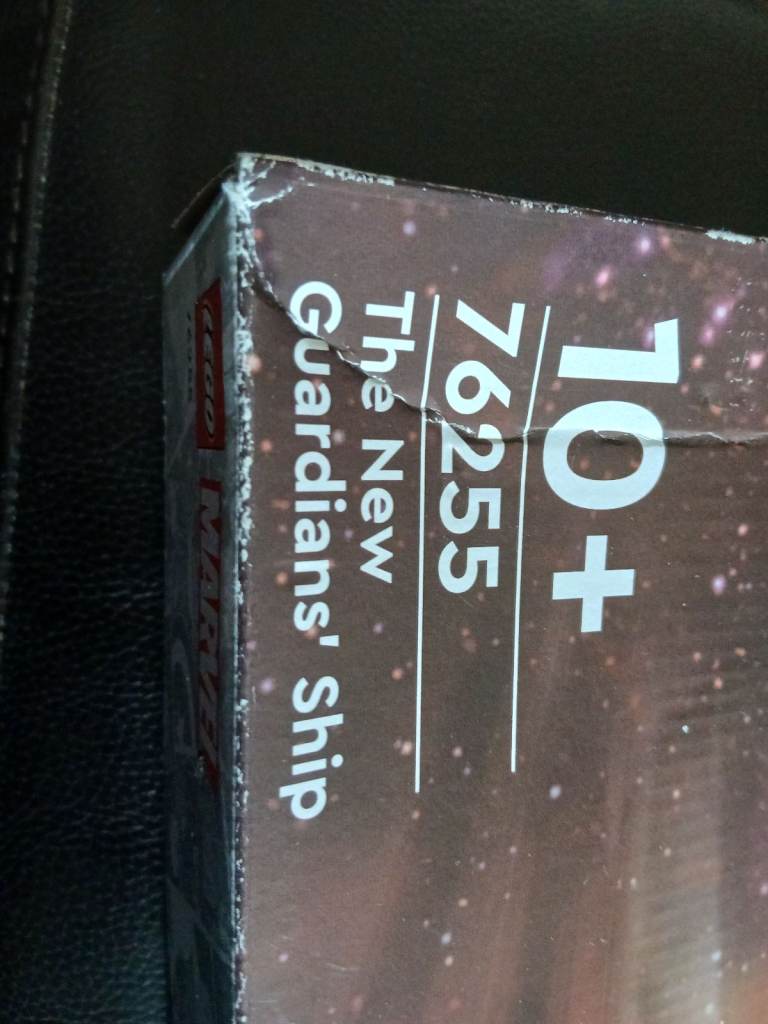 10+
76255
The New
Guardians' Ship
LEGO
MARVEL